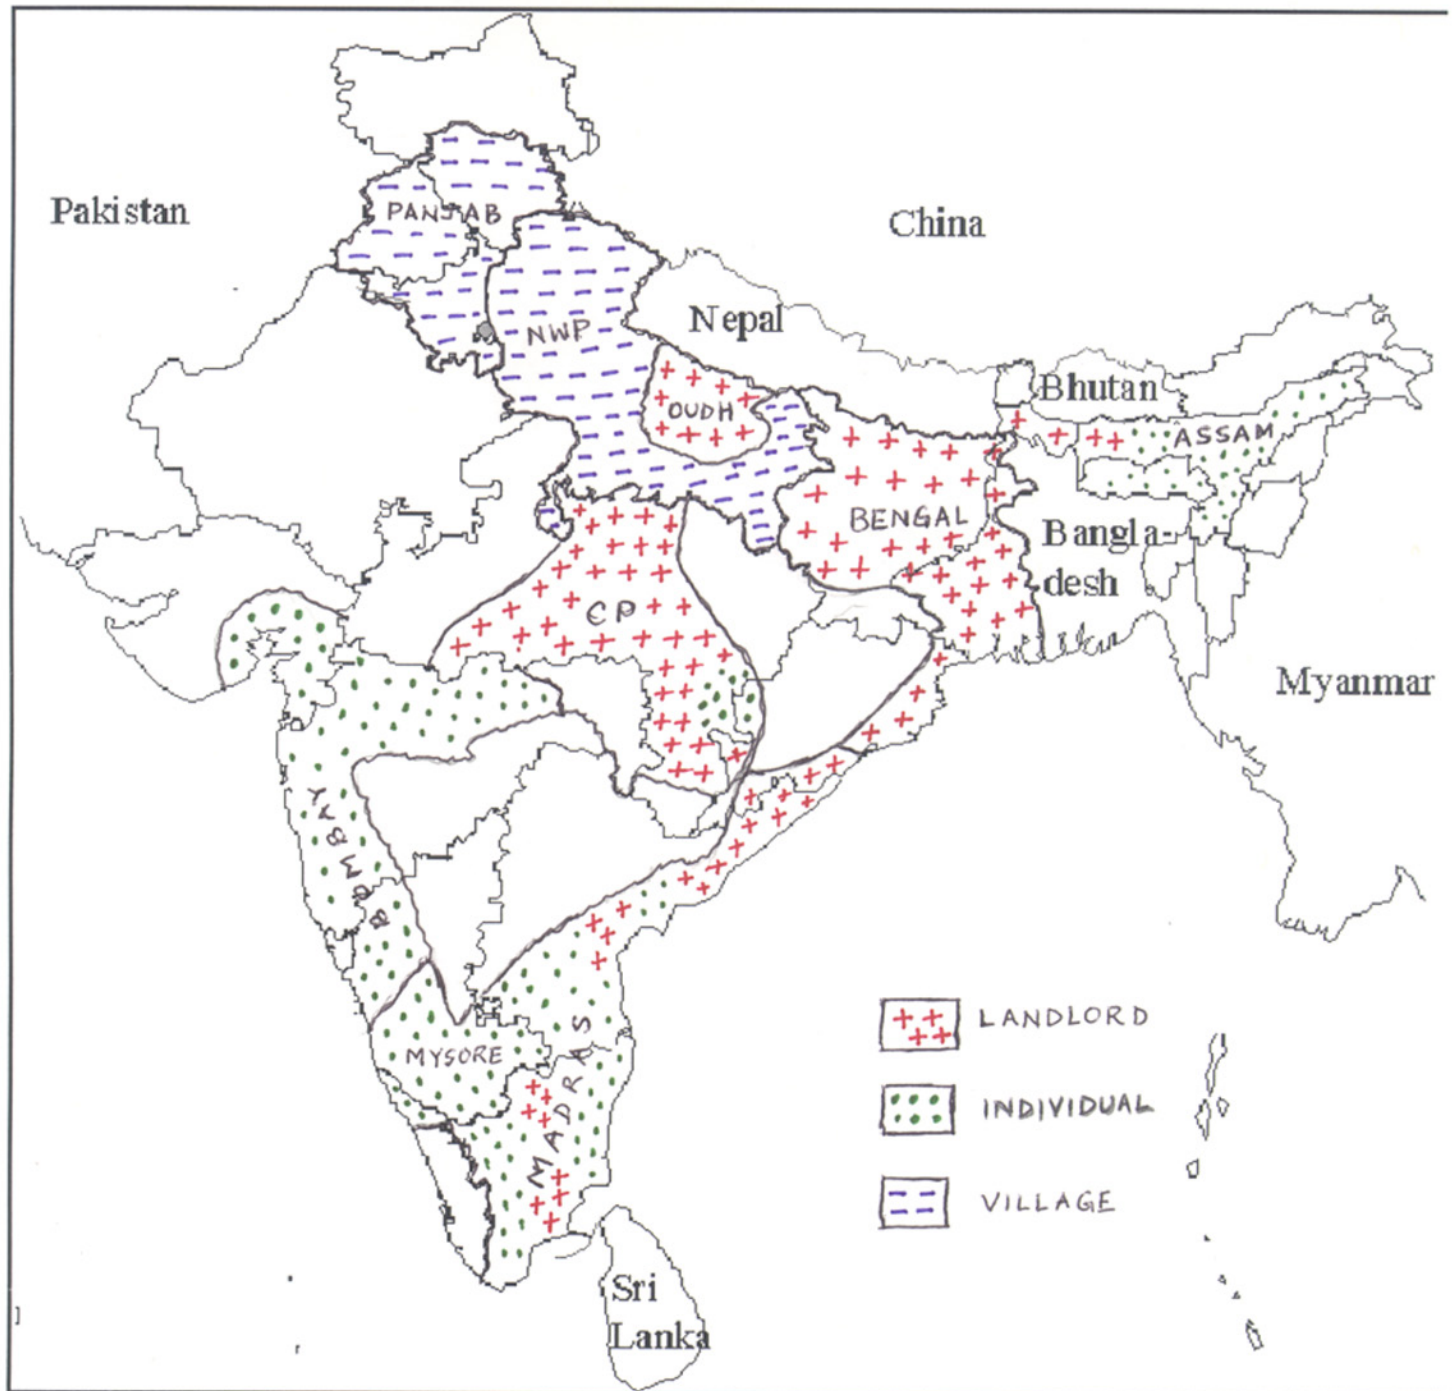 Pakistan
China
PANJAB
NWP
Nepal
OUDH
Bhutan
ASSAM
BENGAL
Bangla-
desh
CP
Myanmar
BOMBAY
MYSORE
MADRAS
LANDLORD
INDIVIDUAL
VILLAGE
Sri
Lanka